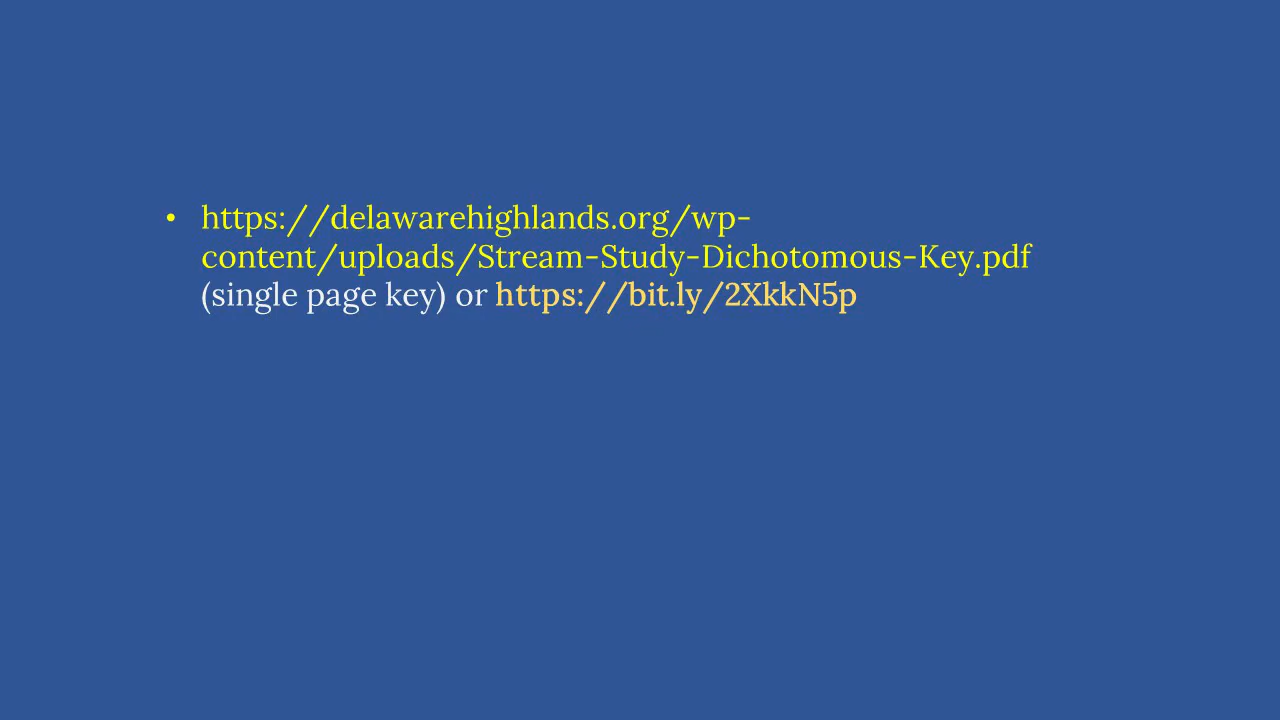 • https://delawarehighlands.org/wp-
content/uploads/Stream-Study-Dichotomous-Key.pdf
(single page key) or https://bit.ly/2XkkN5p